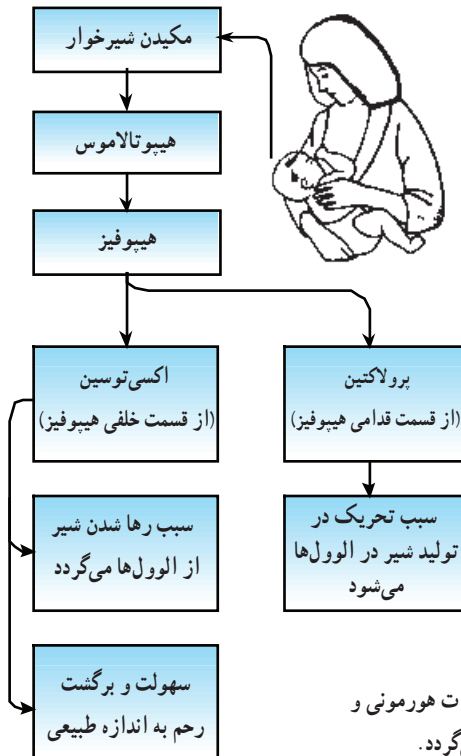 مکیدن شیرخوار
هیپوتالاموس
هیپوفیز
پرولاکتین
(از قسمت قدامی هیپوفیز)
اکسی‌توسین
(از قسمت خلفی هیپوفیز)
سبب تحریک در
تولید شیر در الوول‌ها
می‌شود
سبب رها شدن شیر
از الوول‌ها می‌گردد
سهولت و برگشت
رحم به اندازه طبیعی
هورمونی و
گردد.